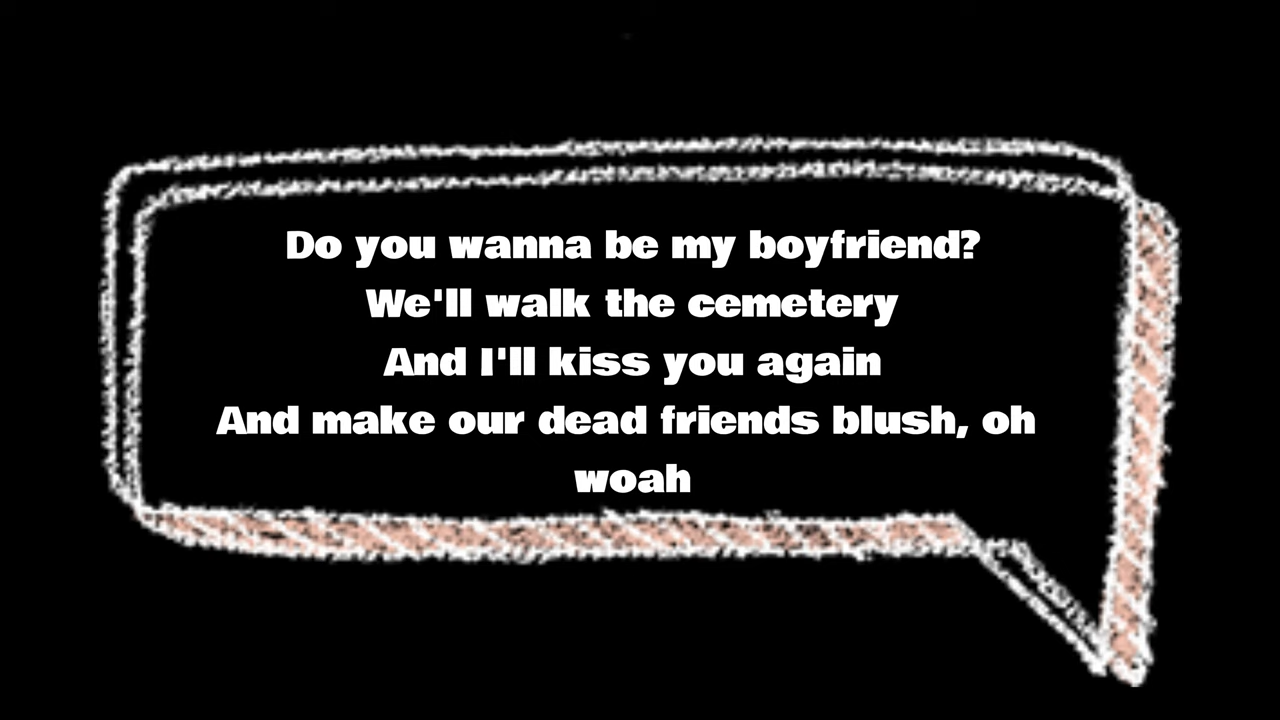 Do you wanna be my boyfriend?
We'll walk the cemetery
And I'll kiss you again
And make our dead friends blush, oh
woah